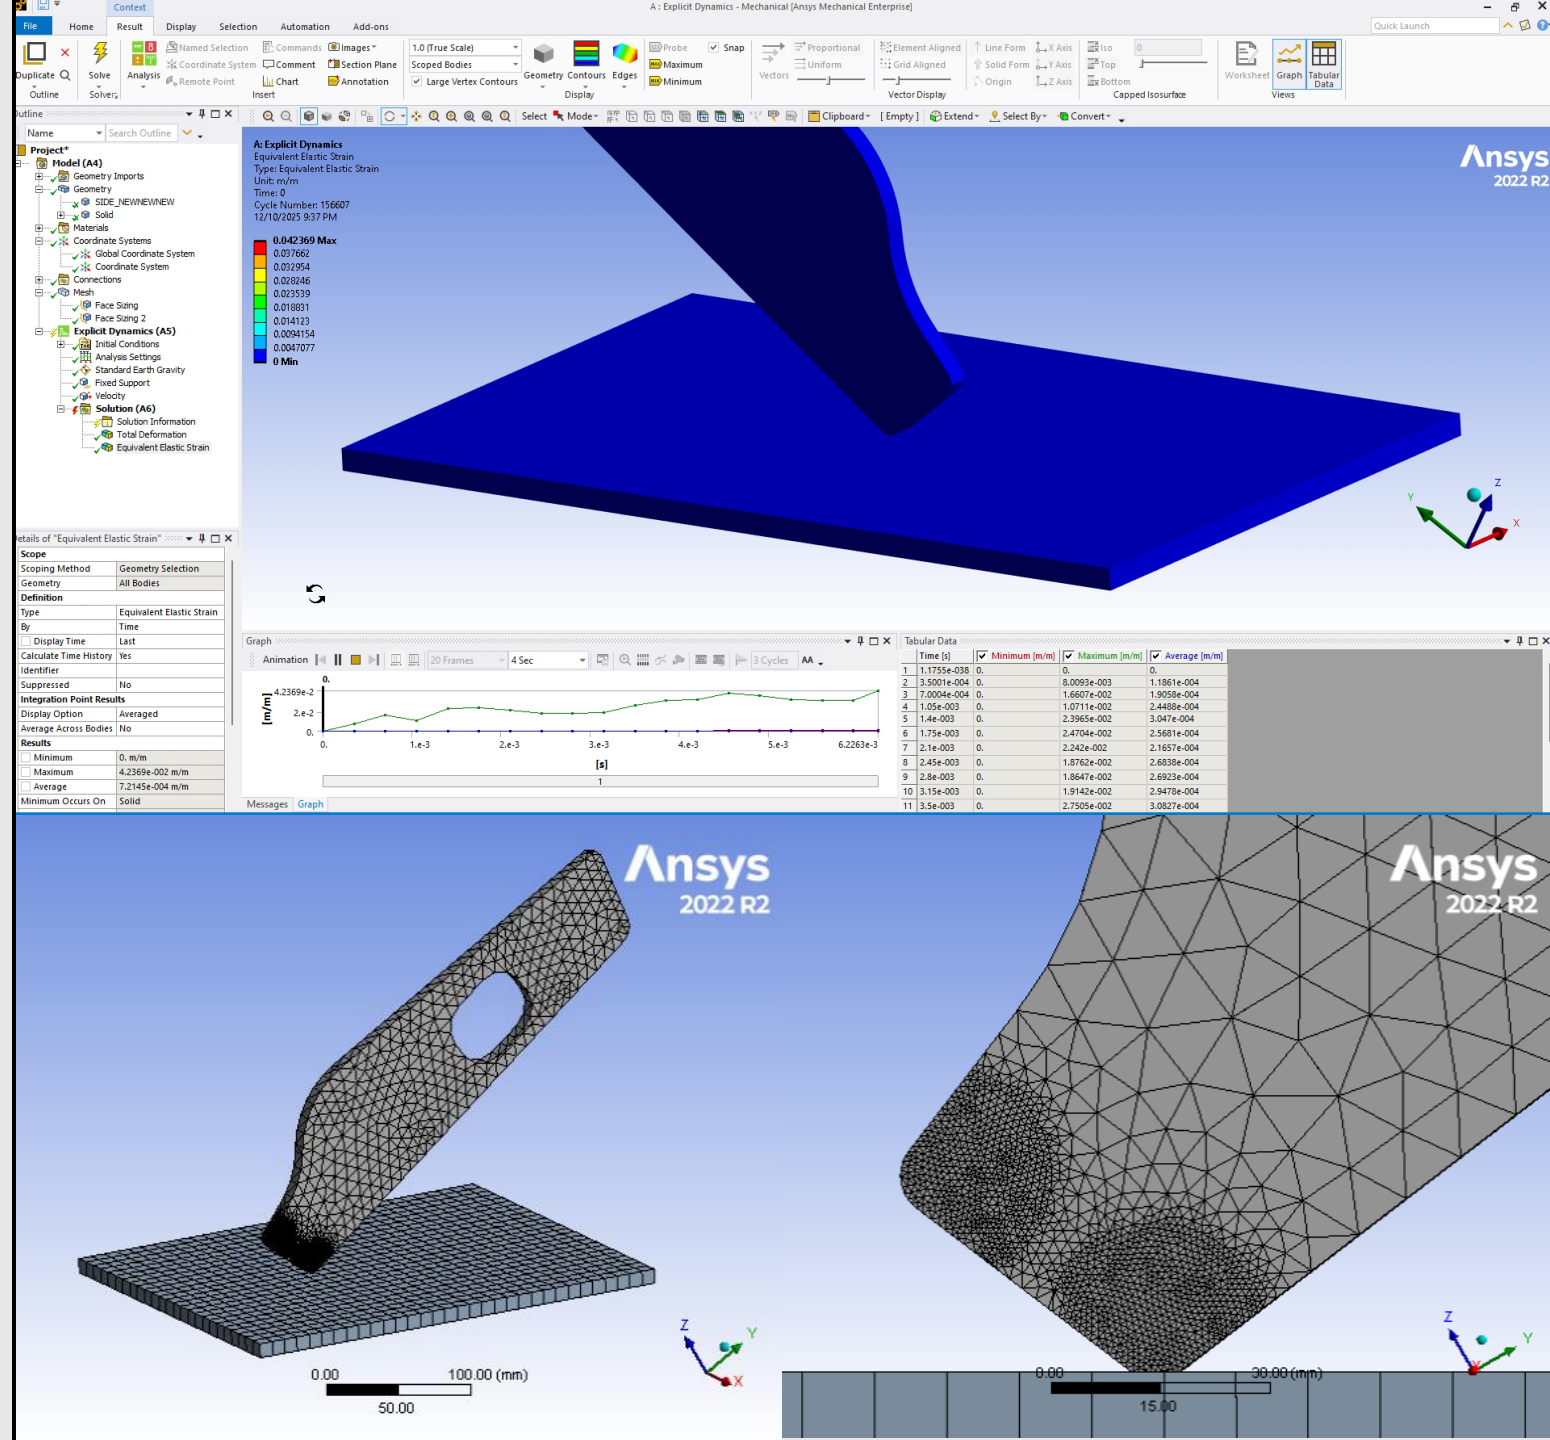 Context
A : Explicit Dynamics - Mechanical [Ansys Mechanical Enterprise]
File Home Result Display Selection Automation Add-ons Quick Launch
Duplicate Solve Analysis Named Selection Commands Images 1.0 (True Scale) Probe Snap Proportional Element Aligned Line Form X Axis Iso 0
Coordinate System Comment Section Plane Scoped Bodies Geometry Contours Edges Maximum Vectors Uniform Grid Aligned Solid Form Y Axis Top Worksheet Graph Tabular Data
Remote Point Chart Annotation Large Vertex Contours Minimum Origin Z Axis Bottom
Outline Solver Insert Display Vector Display Capped Isosurface Views
Outline
Name Search Outline
Select Mode Clipboard [ Empty ] Extend Select By Convert
Project*
Model (A4)
Geometry Imports
Geometry
SIDE_NEWNEWNEW
Solid
Materials
Coordinate Systems
Global Coordinate System
Coordinate System
Connections
Mesh
Face Sizing
Face Sizing 2
Explicit Dynamics (A5)
Initial Conditions
Analysis Settings
Standard Earth Gravity
Fixed Support
Velocity
Solution (A6)
Solution Information
Total Deformation
Equivalent Elastic Strain
A: Explicit Dynamics
Equivalent Elastic Strain
Type: Equivalent Elastic Strain
Unit: m/m
Time: 0
Cycle Number: 156607
12/10/2025 9:37 PM
0.042369 Max
0.037662
0.032954
0.028246
0.023539
0.018831
0.014123
0.0094154
0.0047077
0 Min
Ansys
2022 R2
Z
Y
X
Details of "Equivalent Elastic Strain"
Scope
Scoping Method Geometry Selection
Geometry All Bodies
Definition
Type Equivalent Elastic Strain
By Time
Display Time Last
Calculate Time History Yes
Identifier
Suppressed No
Integration Point Results
Display Option Averaged
Average Across Bodies No
Results
Minimum 0. m/m
Maximum 4.2369e-002 m/m
Average 7.2145e-004 m/m
Minimum Occurs On Solid
Graph
Animation 20 Frames 4 Sec 3 Cycles AA
0.
4.2369e-2
2.e-2
0.
[m/m]
0. 1.e-3 2.e-3 3.e-3 4.e-3 5.e-3 6.2263e-3
[s]
1
Messages Graph
Tabular Data
Time [s] Minimum [m/m] Maximum [m/m] Average [m/m]
1 1.1755e-038 0. 0. 0.
2 3.5001e-004 0. 8.0093e-003 1.1861e-004
3 7.0004e-004 0. 1.6607e-002 1.9058e-004
4 1.05e-003 0. 1.0711e-002 2.4488e-004
5 1.4e-003 0. 2.3965e-002 3.047e-004
6 1.75e-003 0. 2.4704e-002 2.5681e-004
7 2.1e-003 0. 2.242e-002 2.1657e-004
8 2.45e-003 0. 1.8762e-002 2.6838e-004
9 2.8e-003 0. 1.8647e-002 2.6923e-004
10 3.15e-003 0. 1.9142e-002 2.9478e-004
11 3.5e-003 0. 2.7505e-002 3.0827e-004
Ansys
2022 R2
Z
Y
X
0.00 100.00 (mm)
50.00
Ansys
2022 R2
Z
Y
X
0.00 30.00 (mm)
15.00